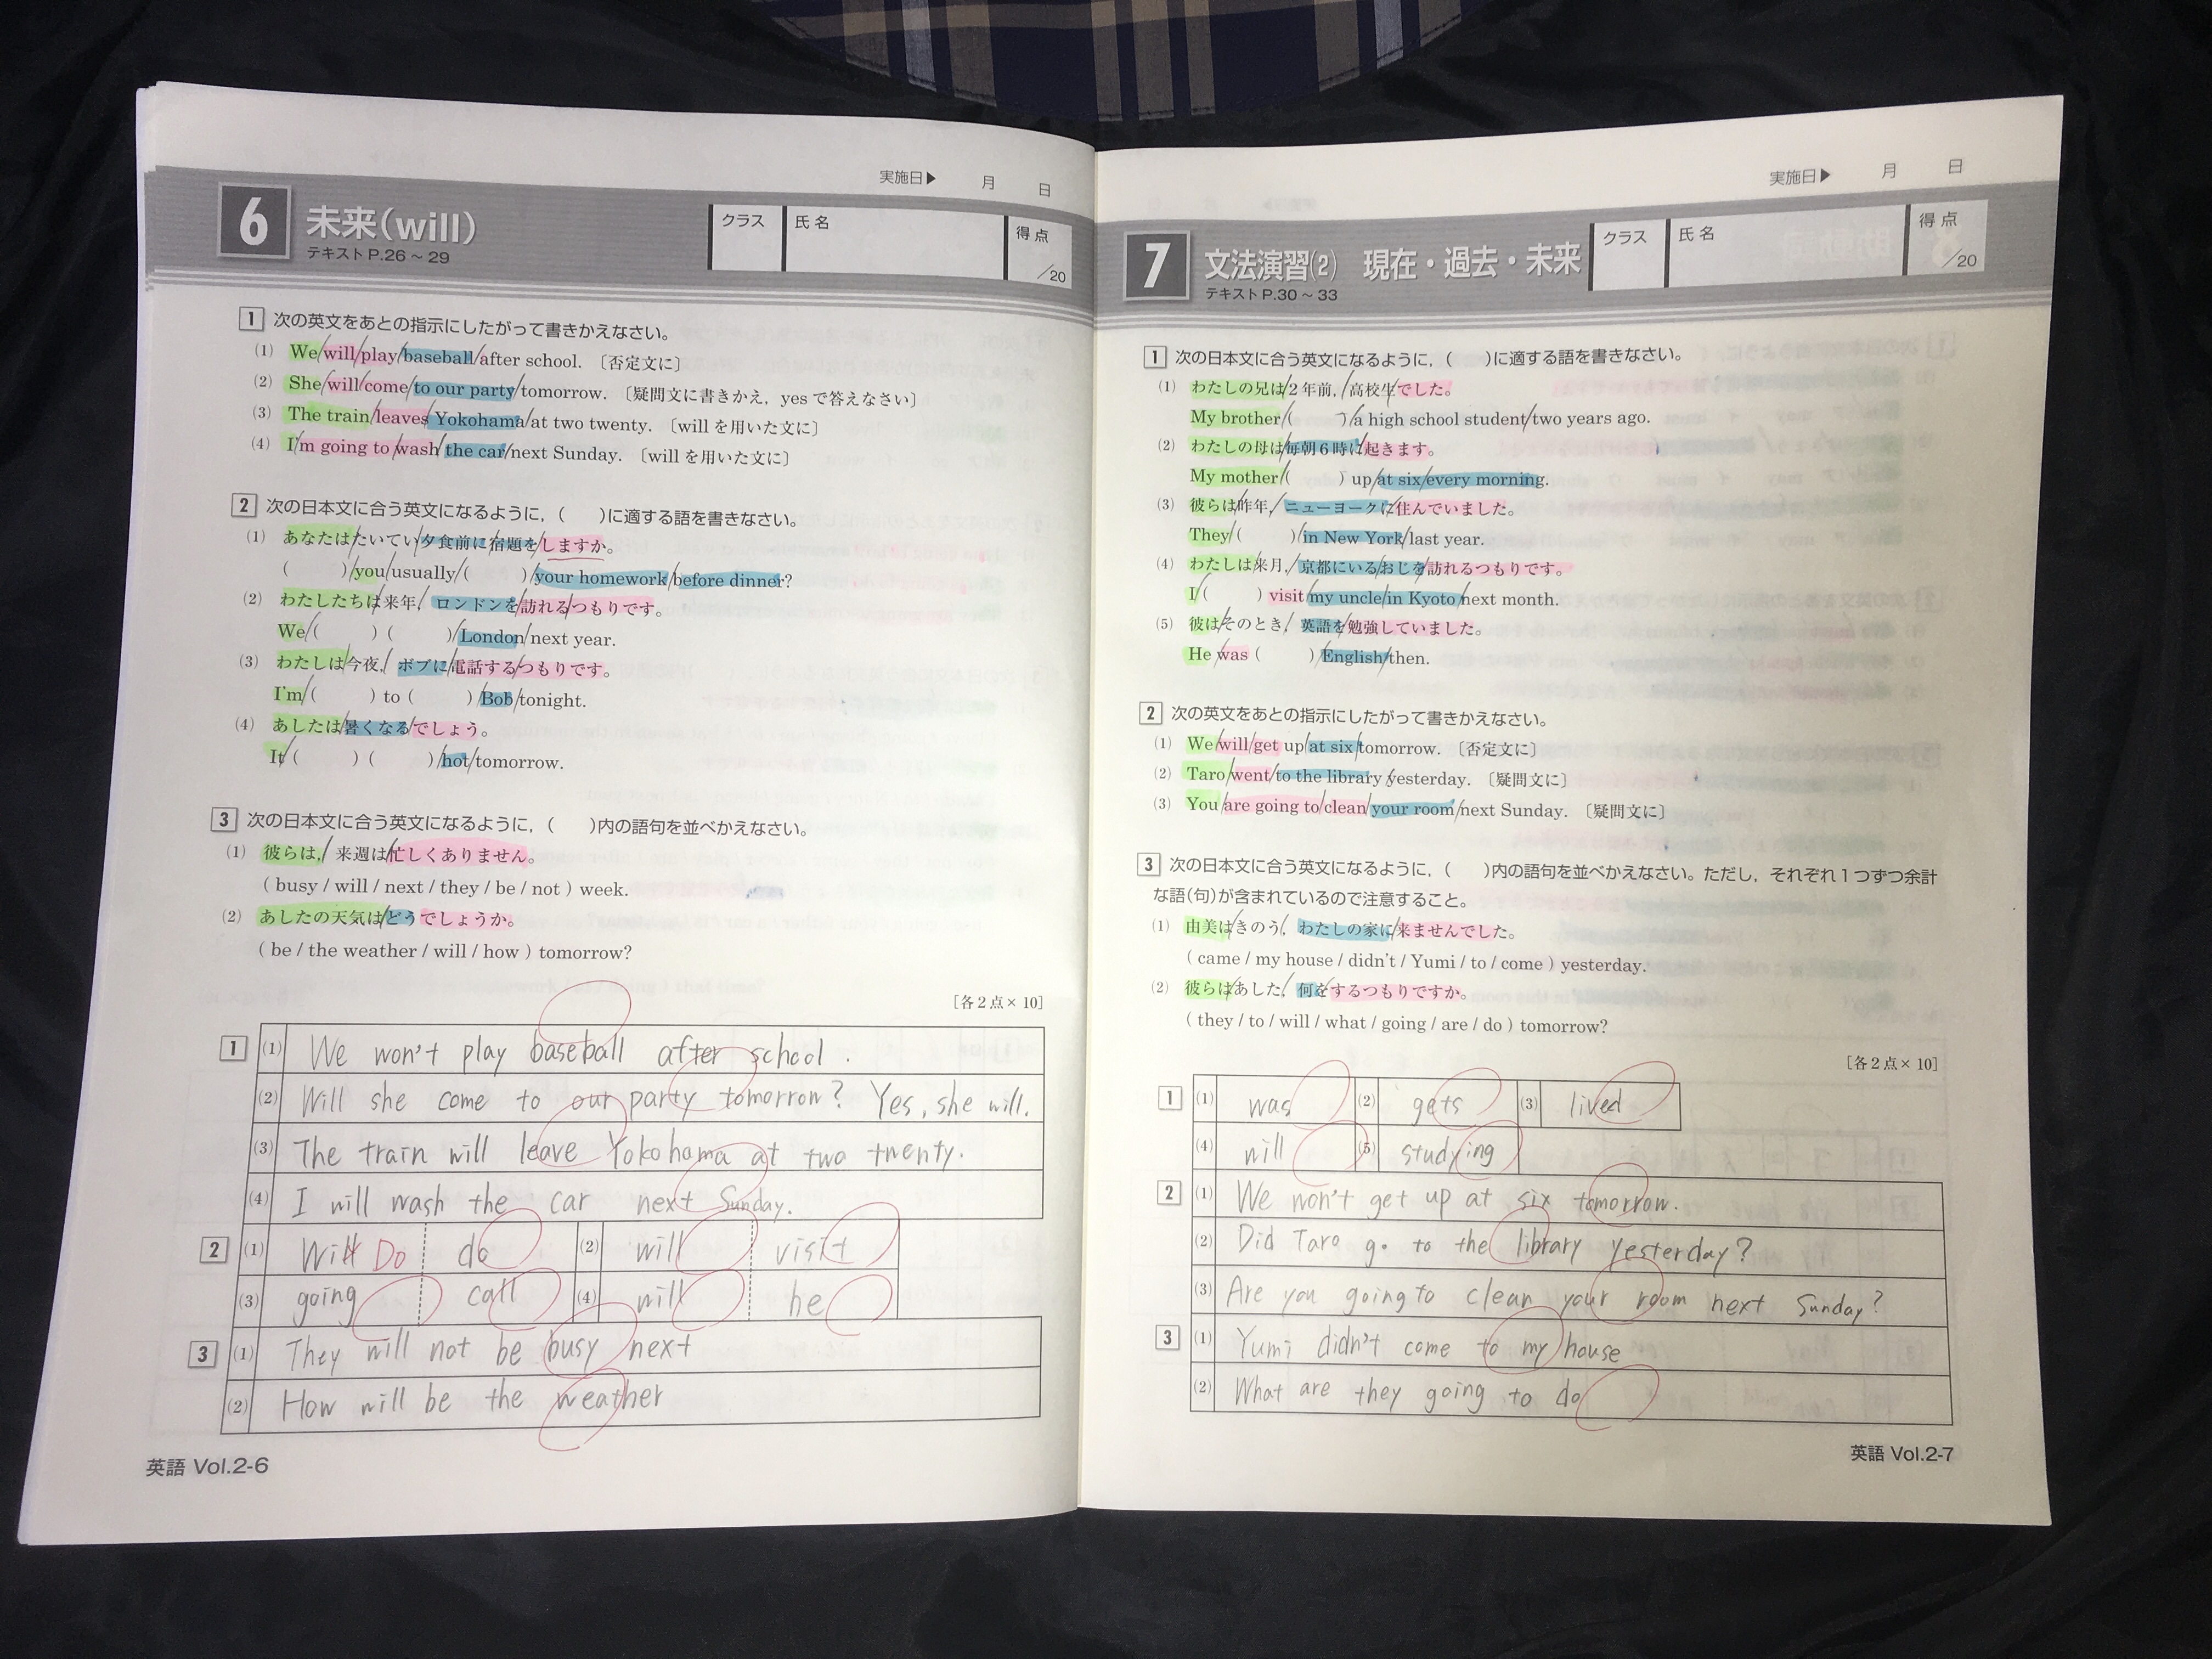 実施日▶ 月 日
6 未来(will)
テキスト P.26 ~ 29
クラス 氏名 得点 /20
1 次の英文をあとの指示にしたがって書きかえなさい。
(1) We/will/play/baseball/after school. 〔否定文に〕
(2) She/will/come/to our party/tomorrow. 〔疑問文に書きかえ, yes で答えなさい〕
(3) The train/leaves/Yokohama/at two twenty. 〔will を用いた文に〕
(4) I'm going to/wash/the car/next Sunday. 〔will を用いた文に〕
2 次の日本文に合う英文になるように, ( )に適する語を書きなさい。
(1) あなたは/たいてい/夕食前に/宿題を/しますか。
( )/you/usually/( )/your homework/before dinner?
(2) わたしたちは/来年,/ロンドンを/訪れる/つもりです。
We/( ) ( )/London/next year.
(3) わたしは/今夜,/ボブに/電話する/つもりです。
I'm/( ) to ( )/Bob/tonight.
(4) あしたは/暑くなる/でしょう。
It/( ) ( )/hot/tomorrow.
3 次の日本文に合う英文になるように, ( )内の語句を並べかえなさい。
(1) 彼らは,/来週は/忙しくありません。
( busy / will / next / they / be / not ) week.
(2) あしたの天気は/どう/でしょうか。
( be / the weather / will / how ) tomorrow?
[各2点×10]
1 (1) We won't play baseball after school.
(2) Will she come to our party tomorrow? Yes, she will.
(3) The train will leave Yokohama at two twenty.
(4) I will wash the car next Sunday.
2 (1) Will Do do (2) will visit
(3) going call (4) will be
3 (1) They will not be busy next
(2) How will be the weather
英語 Vol.2-6
実施日▶ 月 日
7 文法演習(2) 現在・過去・未来
テキスト P.30 ~ 33
クラス 氏名 得点 /20
1 次の日本文に合う英文になるように, ( )に適する語を書きなさい。
(1) わたしの兄は/2年前,/高校生/でした。
My brother/( )/a high school student/two years ago.
(2) わたしの母は/毎朝6時に/起きます。
My mother/( ) up/at six/every morning.
(3) 彼らは/昨年,/ニューヨークに/住んでいました。
They/( )/in New York/last year.
(4) わたしは/来月,/京都にいる/おじを/訪れるつもりです。
I/( ) visit/my uncle/in Kyoto/next month.
(5) 彼は/そのとき,/英語を/勉強していました。
He was ( )/English/then.
2 次の英文をあとの指示にしたがって書きかえなさい。
(1) We/will/get up/at six/tomorrow. 〔否定文に〕
(2) Taro/went/to the library/yesterday. 〔疑問文に〕
(3) You/are going to/clean/your room/next Sunday. 〔疑問文に〕
3 次の日本文に合う英文になるように, ( )内の語句を並べかえなさい。ただし, それぞれ1つずつ余計
な語(句)が含まれているので注意すること。
(1) 由美は/きのう,/わたしの家に/来ませんでした。
( came / my house / didn't / Yumi / to / come ) yesterday.
(2) 彼らは/あした,/何を/するつもりですか。
( they / to / will / what / going / are / do ) tomorrow?
[各2点×10]
1 (1) was (2) gets (3) lived
(4) will (5) studying
2 (1) We won't get up at six tomorrow.
(2) Did Taro go to the library yesterday?
(3) Are you going to clean your room next Sunday?
3 (1) Yumi didn't come to my house
(2) What are they going to do
英語 Vol.2-7